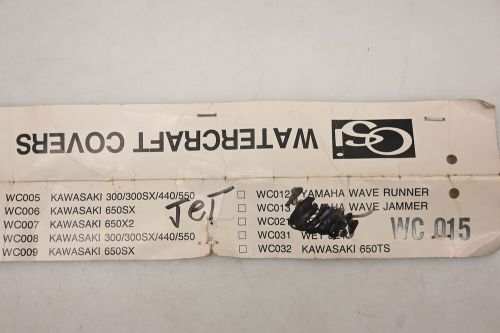 WATERCRAFT COVERS
CSI
WC005 KAWASAKI 300/300SX/440/550
WC006 KAWASAKI 650SX
WC007 KAWASAKI 650X2
WC008 KAWASAKI 300/300SX/440/550
WC009 KAWASAKI 650SX
JET
WC012 YAMAHA WAVE RUNNER
WC013 YAMAHA WAVE JAMMER
WC021
WC031 WET
WC032 KAWASAKI 650TS
WC 015